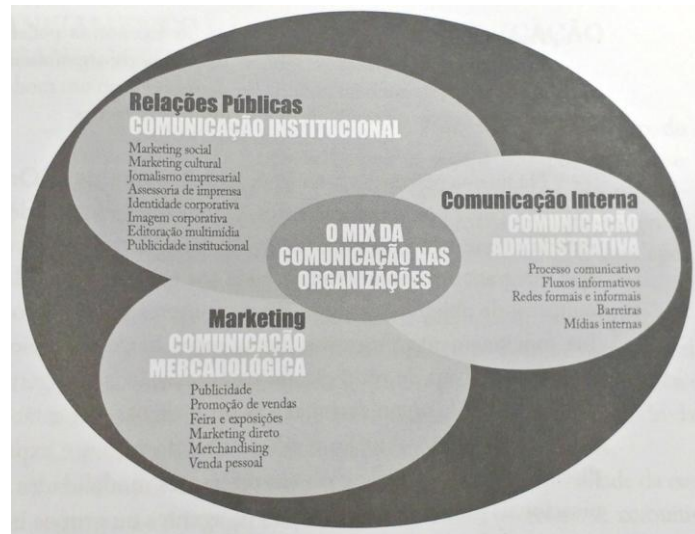 Relações Públicas
COMUNICAÇÃO INSTITUCIONAL
Marketing social
Marketing cultural
Jornalismo empresarial
Assessoria de imprensa
Identidade corporativa
Imagem corporativa
Editoração multimídia
Publicidade institucional
O MIX DA
COMUNICAÇÃO NAS
ORGANIZAÇÕES
Comunicação Interna
COMUNICAÇÃO
ADMINISTRATIVA
Processo comunicativo
Fluxos informativos
Redes formais e informais
Barreiras
Mídias internas
Marketing
COMUNICAÇÃO
MERCADOLÓGICA
Publicidade
Promoção de vendas
Feira e exposições
Marketing direto
Merchandising
Venda pessoal